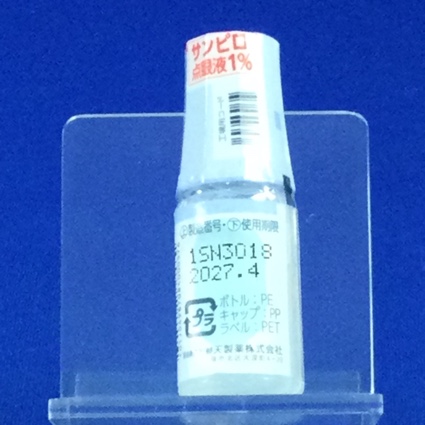 サンピロ
点眼液1%
製造番号・使用期限
1SN3018
2027.4
プラ
ボトル:PE
キャップ:PP
ラベル:PET
参天製薬株式会社